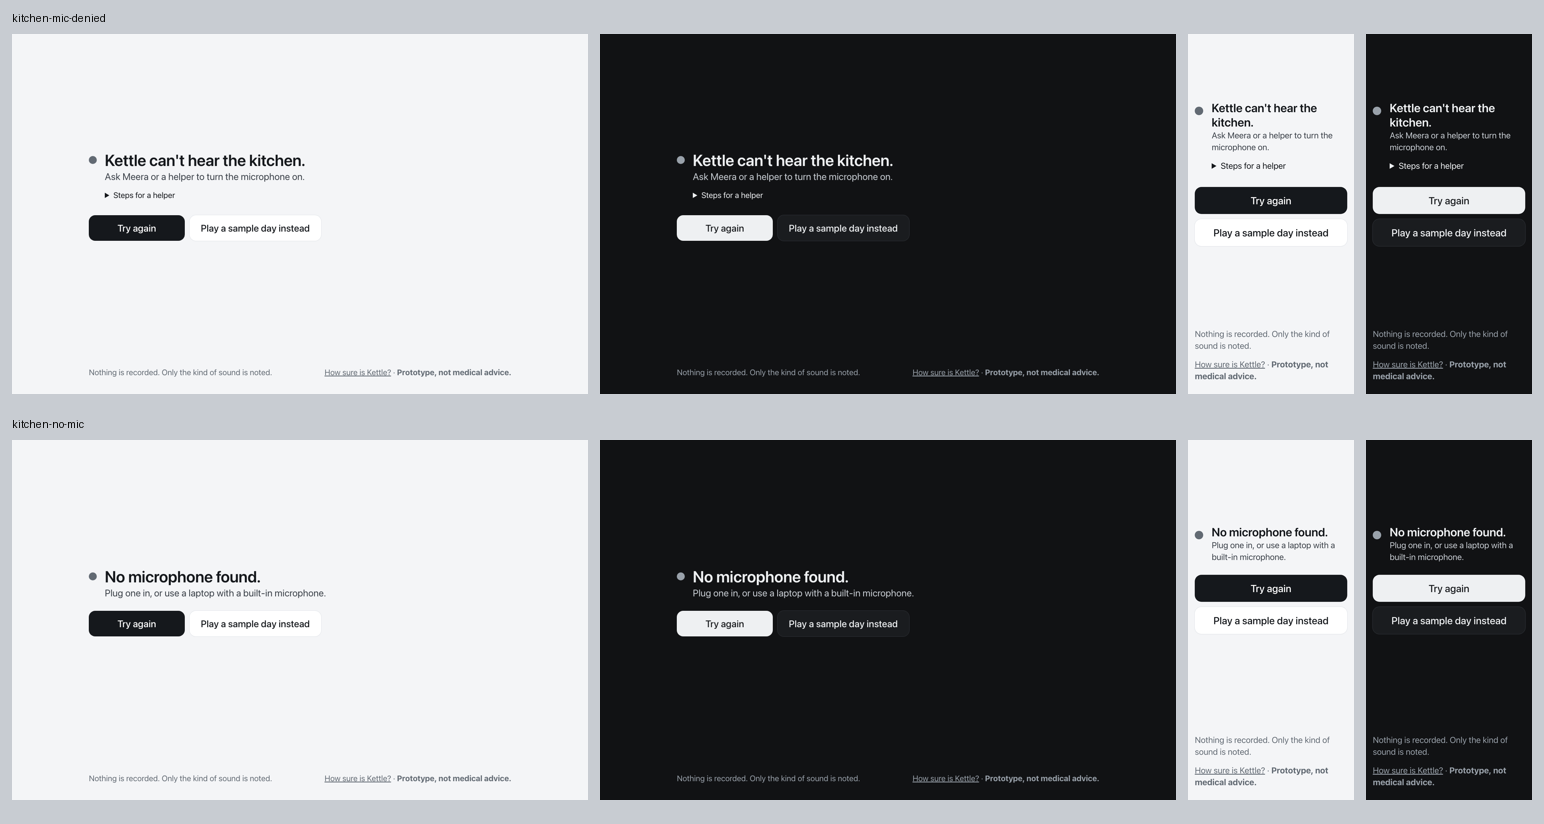 kitchen-mic-denied
Kettle can't hear the kitchen.
Ask Meera or a helper to turn the microphone on.
▶ Steps for a helper
Try again
Play a sample day instead
Nothing is recorded. Only the kind of sound is noted.
How sure is Kettle? · Prototype, not medical advice.
Kettle can't hear the kitchen.
Ask Meera or a helper to turn the microphone on.
▶ Steps for a helper
Try again
Play a sample day instead
Nothing is recorded. Only the kind of sound is noted.
How sure is Kettle? · Prototype, not medical advice.
Kettle can't hear the
kitchen.
Ask Meera or a helper to turn the
microphone on.
▶ Steps for a helper
Try again
Play a sample day instead
Nothing is recorded. Only the kind of
sound is noted.
How sure is Kettle? · Prototype, not
medical advice.
Kettle can't hear the
kitchen.
Ask Meera or a helper to turn the
microphone on.
▶ Steps for a helper
Try again
Play a sample day instead
Nothing is recorded. Only the kind of
sound is noted.
How sure is Kettle? · Prototype, not
medical advice.
kitchen-no-mic
No microphone found.
Plug one in, or use a laptop with a built-in microphone.
Try again
Play a sample day instead
Nothing is recorded. Only the kind of sound is noted.
How sure is Kettle? · Prototype, not medical advice.
No microphone found.
Plug one in, or use a laptop with a built-in microphone.
Try again
Play a sample day instead
Nothing is recorded. Only the kind of sound is noted.
How sure is Kettle? · Prototype, not medical advice.
No microphone found.
Plug one in, or use a laptop with a
built-in microphone.
Try again
Play a sample day instead
Nothing is recorded. Only the kind of
sound is noted.
How sure is Kettle? · Prototype, not
medical advice.
No microphone found.
Plug one in, or use a laptop with a
built-in microphone.
Try again
Play a sample day instead
Nothing is recorded. Only the kind of
sound is noted.
How sure is Kettle? · Prototype, not
medical advice.